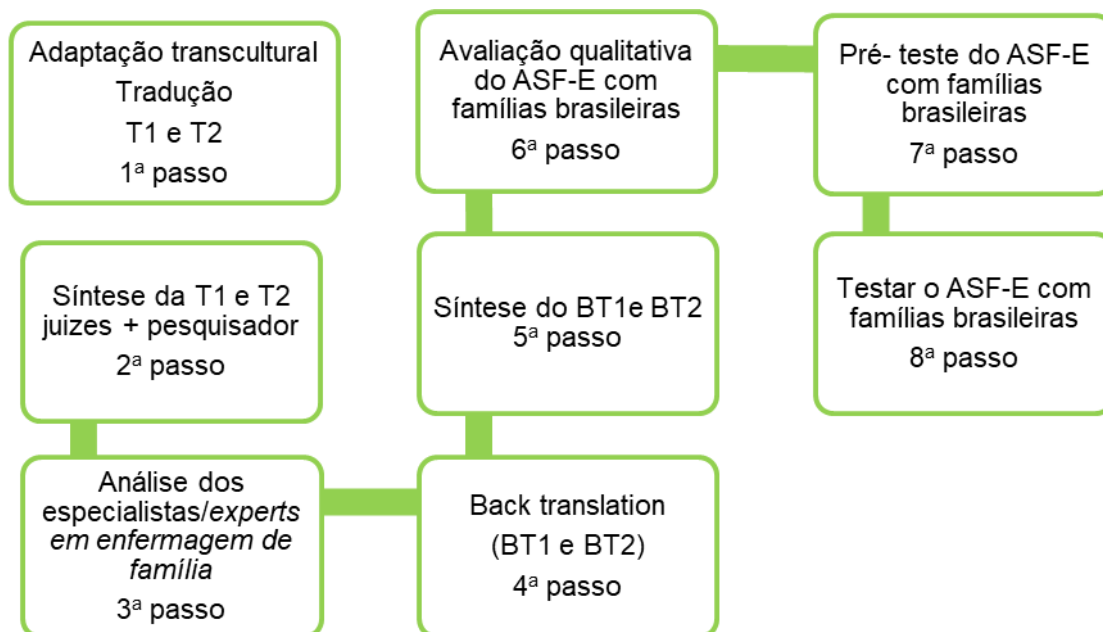 Adaptação transcultural
Tradução
T1 e T2
1ª passo
Síntese da T1 e T2
juizes + pesquisador
2ª passo
Análise dos
especialistas/experts
em enfermagem de
família
3ª passo
Back translation
(BT1 e BT2)
4ª passo
Síntese do BT1e BT2
5ª passo
Avaliação qualitativa
do ASF-E com
famílias brasileiras
6ª passo
Pré- teste do ASF-E
com famílias
brasileiras
7ª passo
Testar o ASF-E com
famílias brasileiras
8ª passo